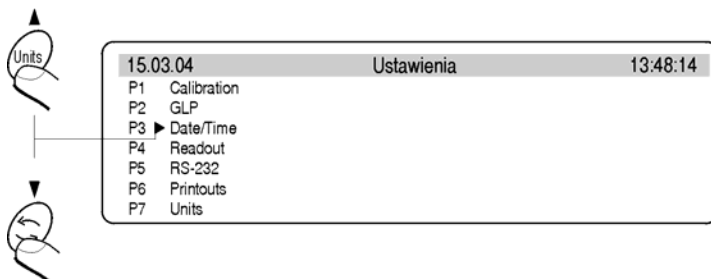 Units
15.03.04 Ustawienia 13:48:14
P1 Calibration
P2 GLP
P3 ▶ Date/Time
P4 Readout
P5 RS-232
P6 Printouts
P7 Units